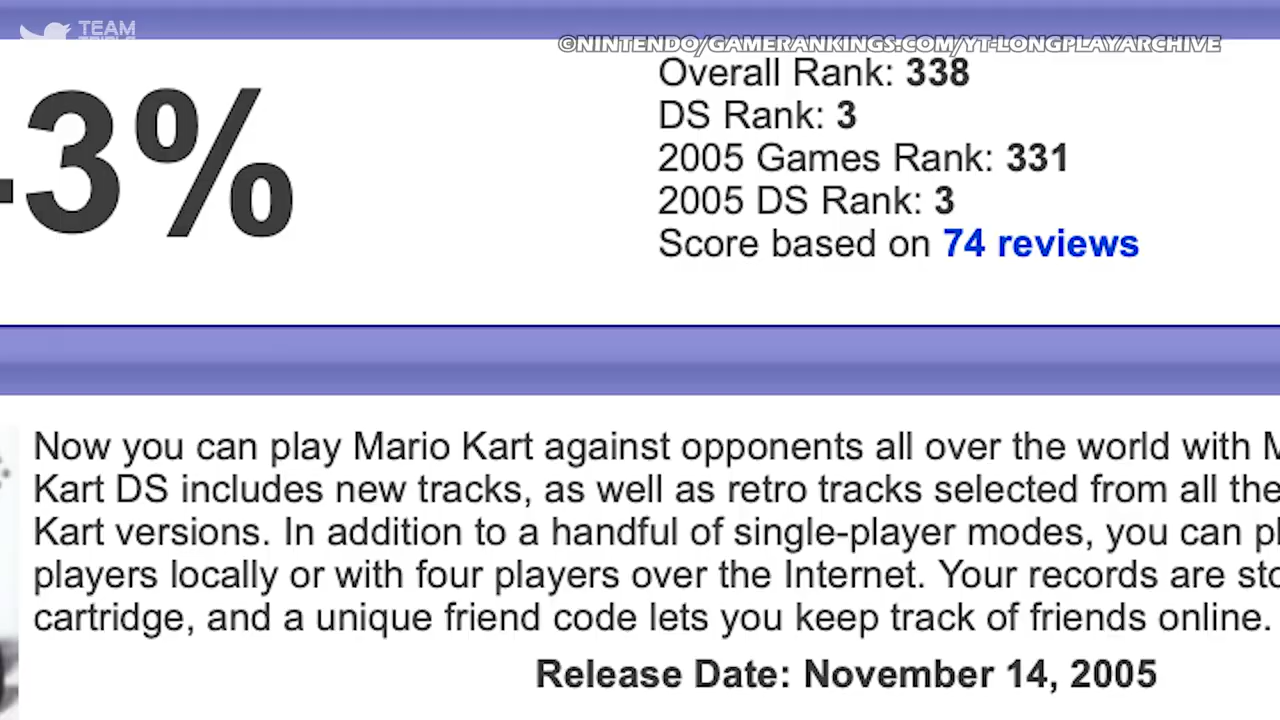 TEAM
©NINTENDO/GAMERANKINGS.COM/YT-LONGPLAYARCHIVE
3%
Overall Rank: 338
DS Rank: 3
2005 Games Rank: 331
2005 DS Rank: 3
Score based on 74 reviews
Now you can play Mario Kart against opponents all over the world with M
Kart DS includes new tracks, as well as retro tracks selected from all the
Kart versions. In addition to a handful of single-player modes, you can pl
players locally or with four players over the Internet. Your records are sto
cartridge, and a unique friend code lets you keep track of friends online.
Release Date: November 14, 2005